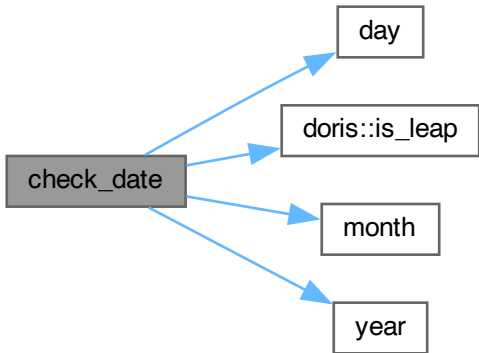 day
doris::is_leap
check_date
month
year